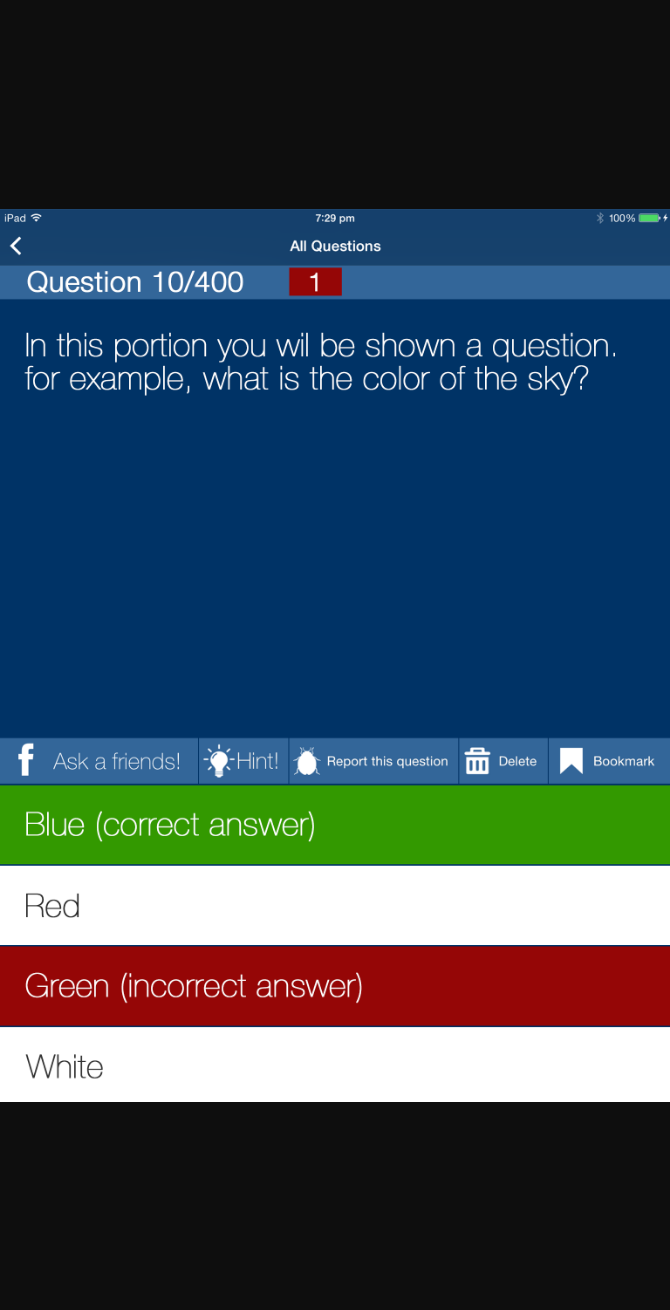 iPad 7:29 pm 100%
All Questions
Question 10/400 1
In this portion you wil be shown a question.
for example, what is the color of the sky?
Ask a friends! Hint! Report this question Delete Bookmark
Blue (correct answer)
Red
Green (incorrect answer)
White